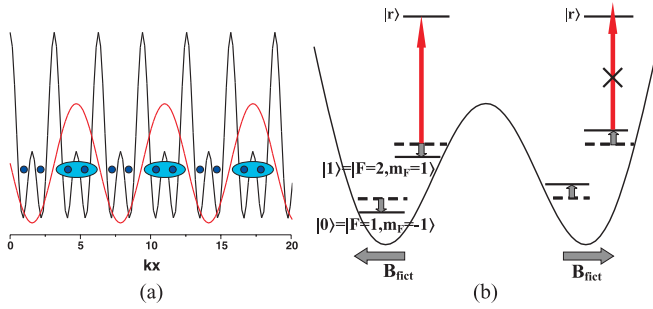 0 5 10 15 20
kx
(a)
|r⟩ |r⟩
|1⟩=|F=2,m_F=1⟩
|0⟩=|F=1,m_F=-1⟩
B_fict B_fict
(b)